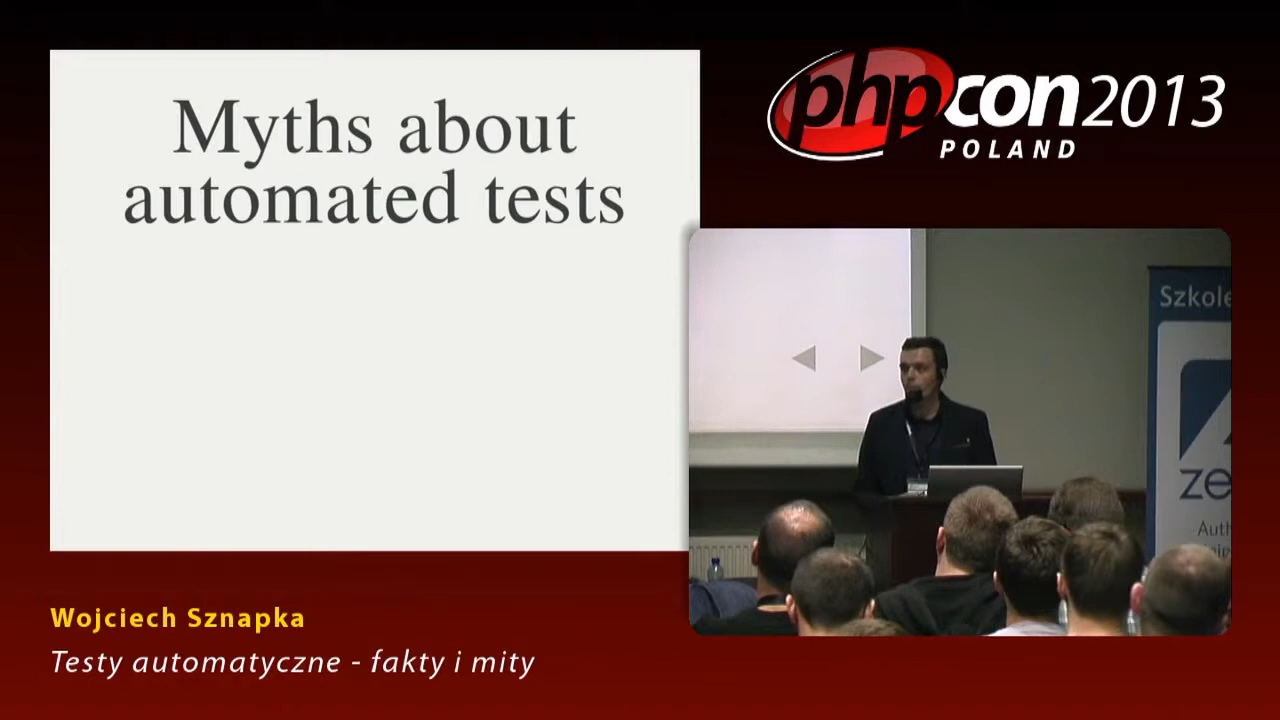 Myths about
automated tests
phpcon2013
POLAND
Szkole
ze
Auth
Wojciech Sznapka
Testy automatyczne - fakty i mity